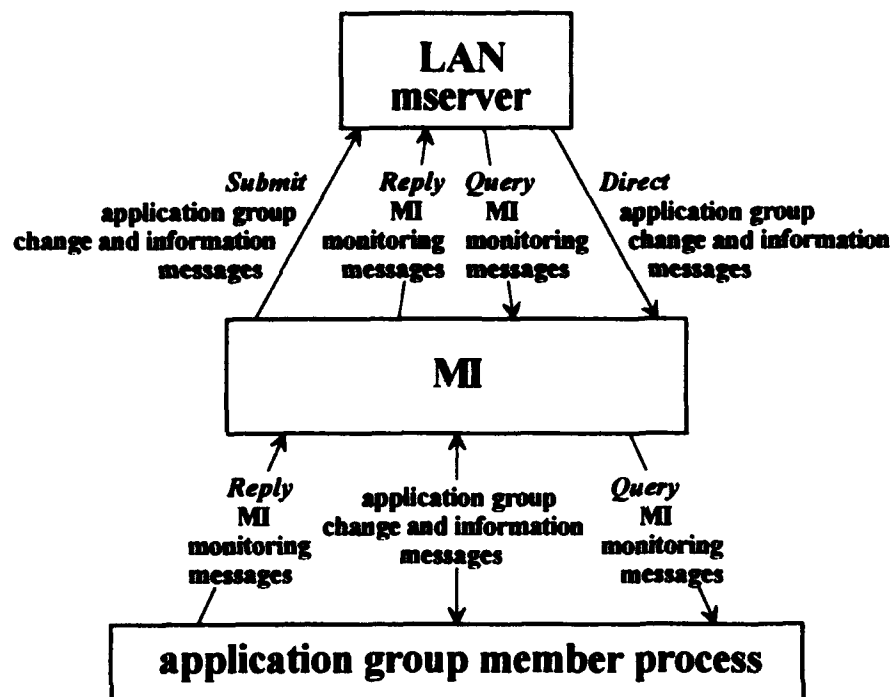 LAN
mserver
Submit
application group
change and information
messages
Reply
MI
monitoring
messages
Query
MI
monitoring
messages
Direct
application group
change and information
messages
MI
Reply
MI
monitoring
messages
application group
change and information
messages
Query
MI
monitoring
messages
application group member process